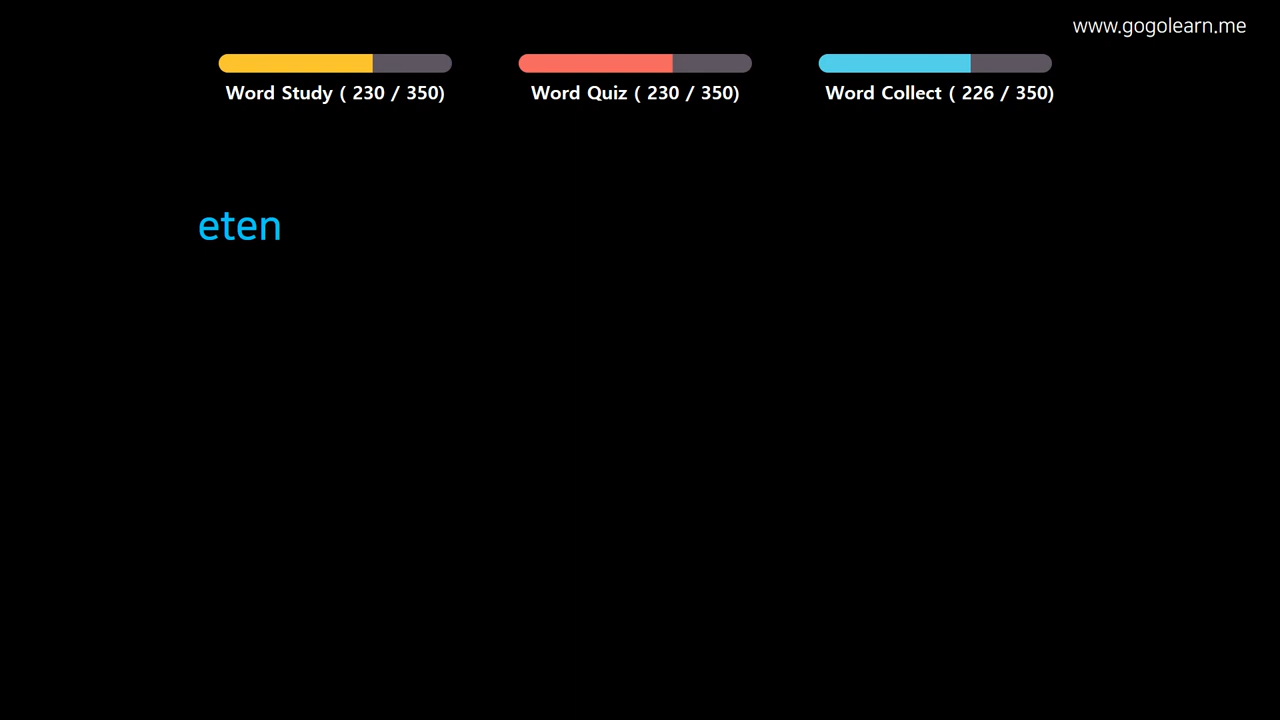 www.gogolearn.me
Word Study ( 230 / 350)
Word Quiz ( 230 / 350)
Word Collect ( 226 / 350)
eten